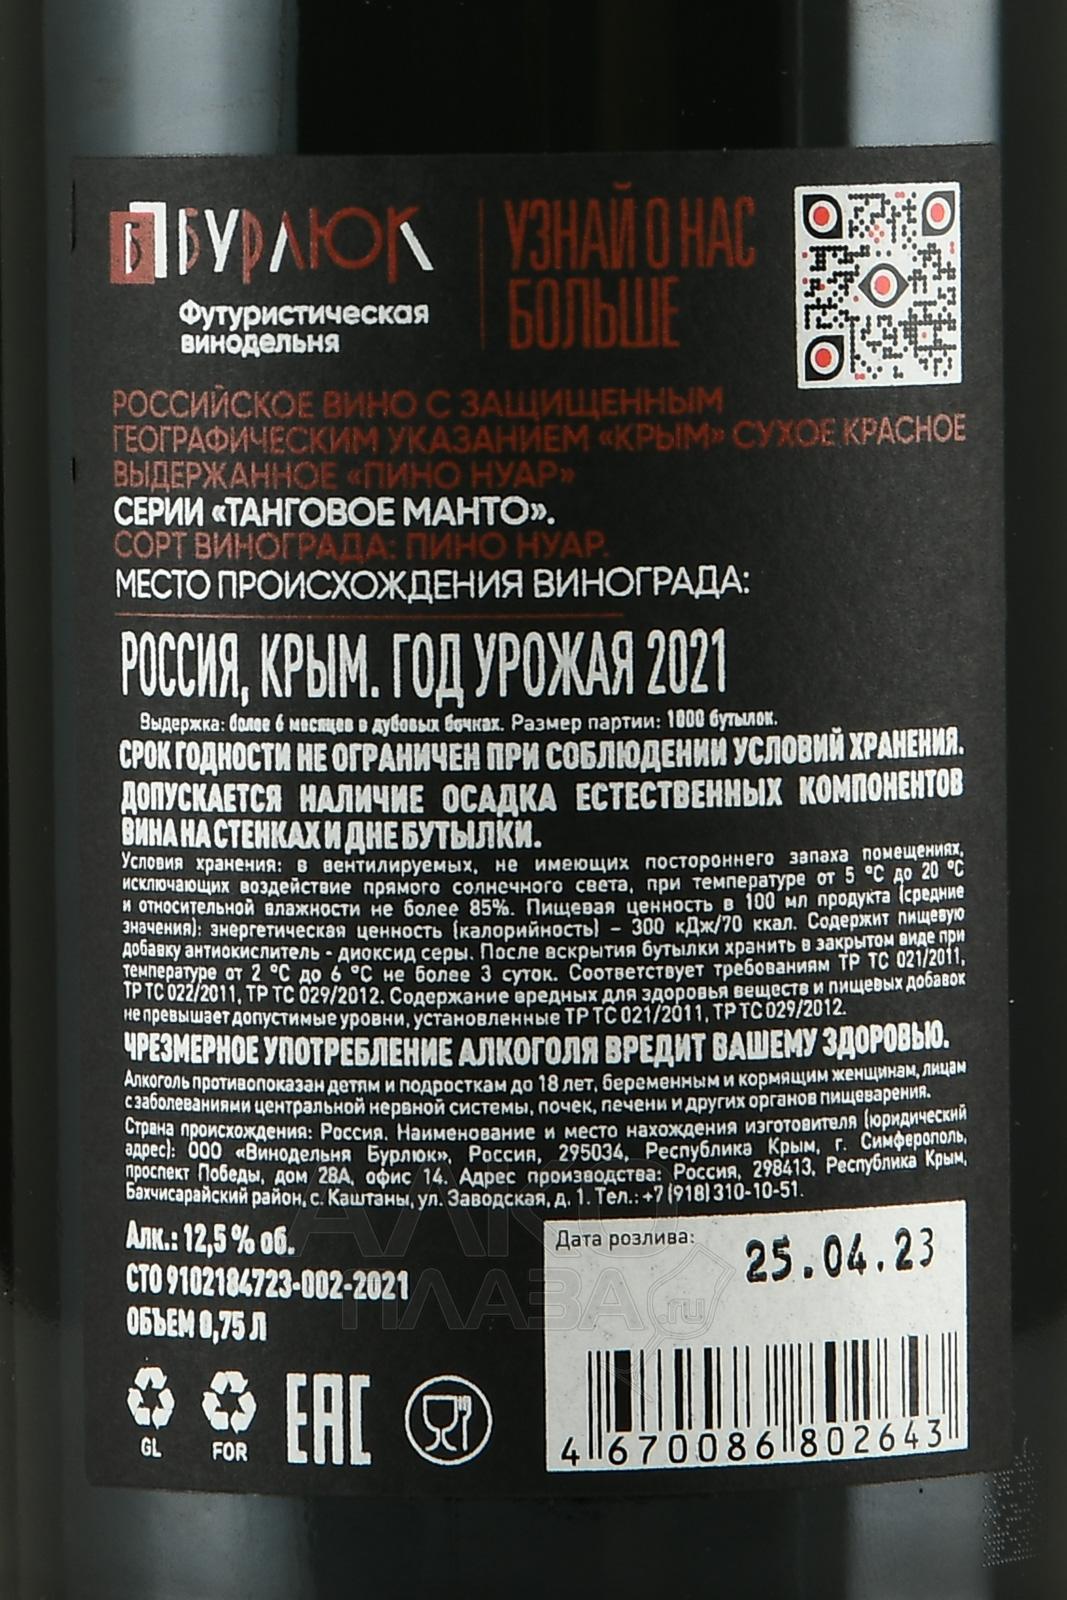 Б БУРЛЮК
Футуристическая
винодельня
УЗНАЙ О НАС
БОЛЬШЕ
РОССИЙСКОЕ ВИНО С ЗАЩИЩЕННЫМ
ГЕОГРАФИЧЕСКИМ УКАЗАНИЕМ «КРЫМ» СУХОЕ КРАСНОЕ
ВЫДЕРЖАННОЕ «ПИНО НУАР»
СЕРИИ «ТАНГОВОЕ МАНТО».
СОРТ ВИНОГРАДА: ПИНО НУАР.
МЕСТО ПРОИСХОЖДЕНИЯ ВИНОГРАДА:
РОССИЯ, КРЫМ. ГОД УРОЖАЯ 2021
Выдержка: более 6 месяцев в дубовых бочках. Размер партии: 1000 бутылок.
СРОК ГОДНОСТИ НЕ ОГРАНИЧЕН ПРИ СОБЛЮДЕНИИ УСЛОВИЙ ХРАНЕНИЯ.
ДОПУСКАЕТСЯ НАЛИЧИЕ ОСАДКА ЕСТЕСТВЕННЫХ КОМПОНЕНТОВ
ВИНА НА СТЕНКАХ И ДНЕ БУТЫЛКИ.
Условия хранения: в вентилируемых, не имеющих постороннего запаха помещениях,
исключающих воздействие прямого солнечного света, при температуре от 5 °С до 20 °С
и относительной влажности не более 85%. Пищевая ценность в 100 мл продукта (средние
значения): энергетическая ценность (калорийность) – 300 кДж/70 ккал. Содержит пищевую
добавку антиокислитель - диоксид серы. После вскрытия бутылки хранить в закрытом виде при
температуре от 2 °С до 6 °С не более 3 суток. Соответствует требованиям ТР ТС 021/2011,
ТР ТС 022/2011, ТР ТС 029/2012. Содержание вредных для здоровья веществ и пищевых добавок
не превышает допустимые уровни, установленные ТР ТС 021/2011, ТР ТС 029/2012.
ЧРЕЗМЕРНОЕ УПОТРЕБЛЕНИЕ АЛКОГОЛЯ ВРЕДИТ ВАШЕМУ ЗДОРОВЬЮ.
Алкоголь противопоказан детям и подросткам до 18 лет, беременным и кормящим женщинам, лицам
с заболеваниями центральной нервной системы, почек, печени и других органов пищеварения.
Страна происхождения: Россия. Наименование и место нахождения изготовителя (юридический
адрес): ООО «Винодельня Бурлюк», Россия, 295034, Республика Крым, г. Симферополь,
проспект Победы, дом 28А, офис 14. Адрес производства: Россия, 298413, Республика Крым,
Бахчисарайский район, с. Каштаны, ул. Заводская, д. 1. Тел.: +7 (918) 310-10-51.
Алк.: 12,5 % об.
СТО 9102184723-002-2021
ОБЪЕМ 0,75 Л
GL FOR EAC
Дата розлива:
25.04.23
4 670086 802643
АЛКО
ПЛАЗА.ru